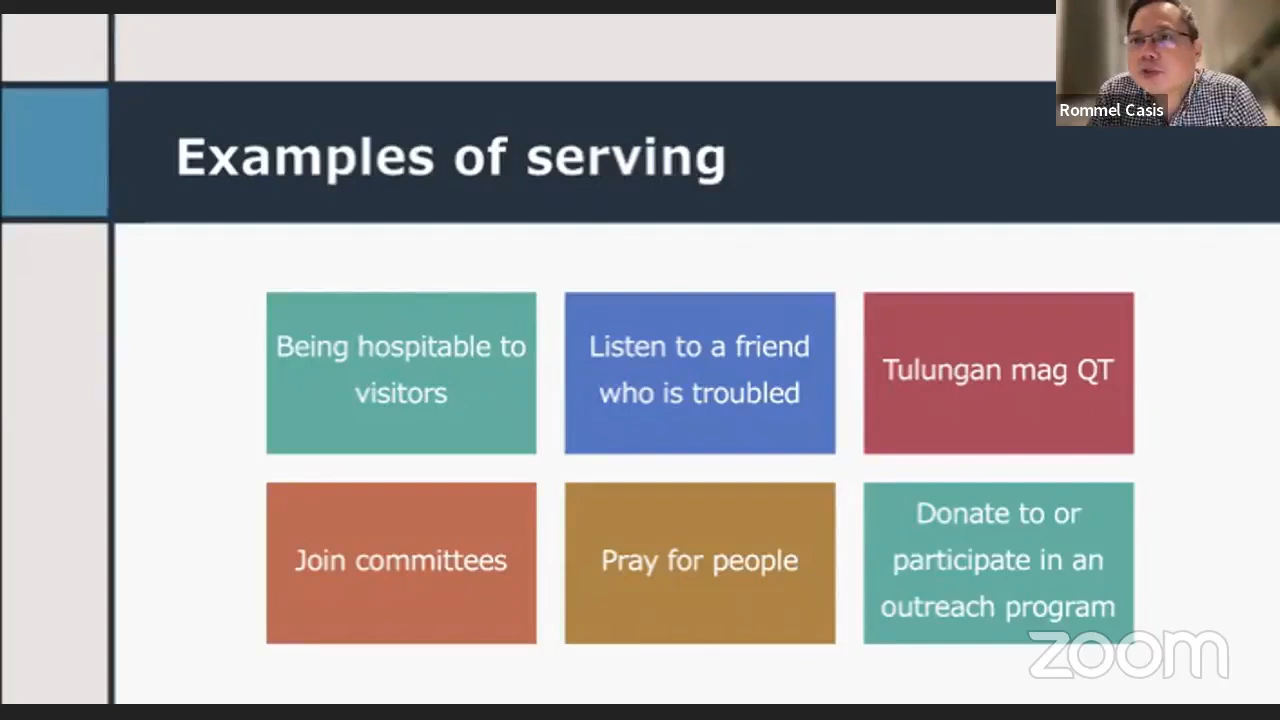 Rommel Casis
Examples of serving
Being hospitable to
visitors
Listen to a friend
who is troubled
Tulungan mag QT
Join committees
Pray for people
Donate to or
participate in an
outreach program
zoom